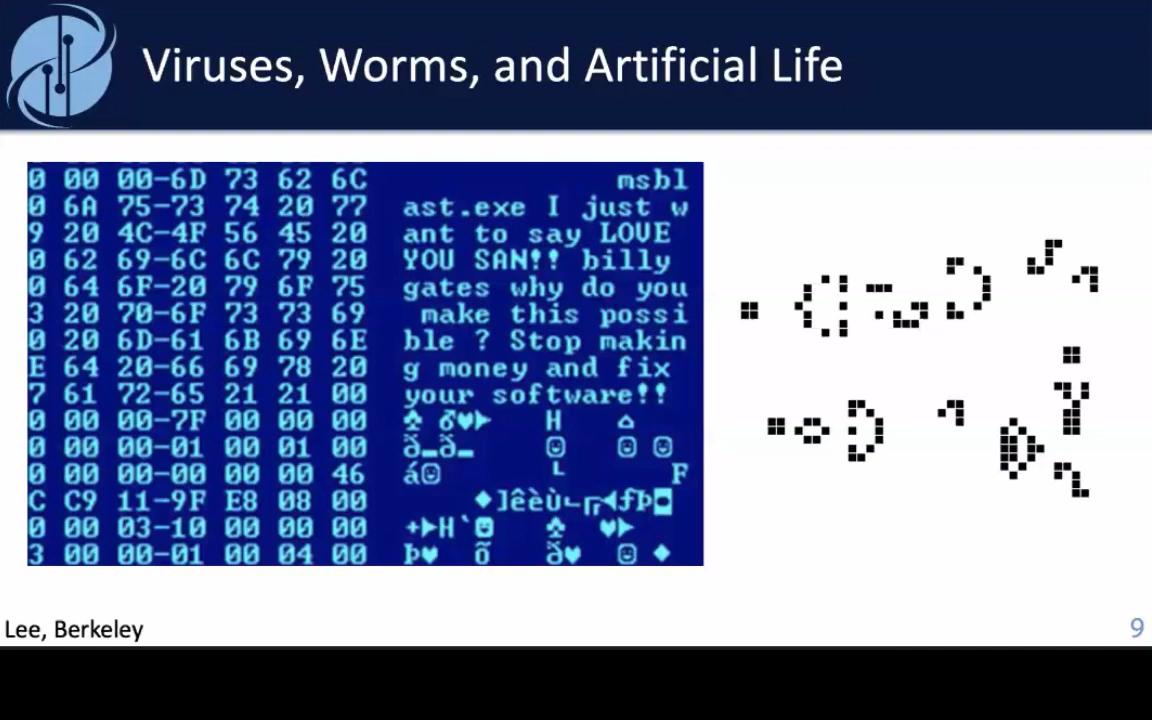 Viruses, Worms, and Artificial Life
0 00 00-6D 73 62 6C msbl
0 6A 75-73 74 20 77 ast.exe I just w
9 20 4C-4F 56 45 20 ant to say LOVE
0 62 69-6C 6C 79 20 YOU SAN!! billy
0 64 6F-20 79 6F 75 gates why do you
3 20 70-6F 73 73 69 make this possi
0 20 6D-61 6B 69 6E ble ? Stop makin
E 64 20-66 69 78 20 g money and fix
7 61 72-65 21 21 00 your software!!
0 00 00-7F 00 00 00 ♣ ♂♥► H ⌂
0 00 00-01 00 01 00 ð_ð_ ☺ ☺ ☺
0 00 00-00 00 00 46 á☺ └ F
C C9 11-9F E8 08 00
0 00 03-10 00 00 00 +►H`☻ ♣ ♥►
3 00 00-01 00 04 00 Þ♥ õ ð♥ ☺ ♦
Lee, Berkeley
9